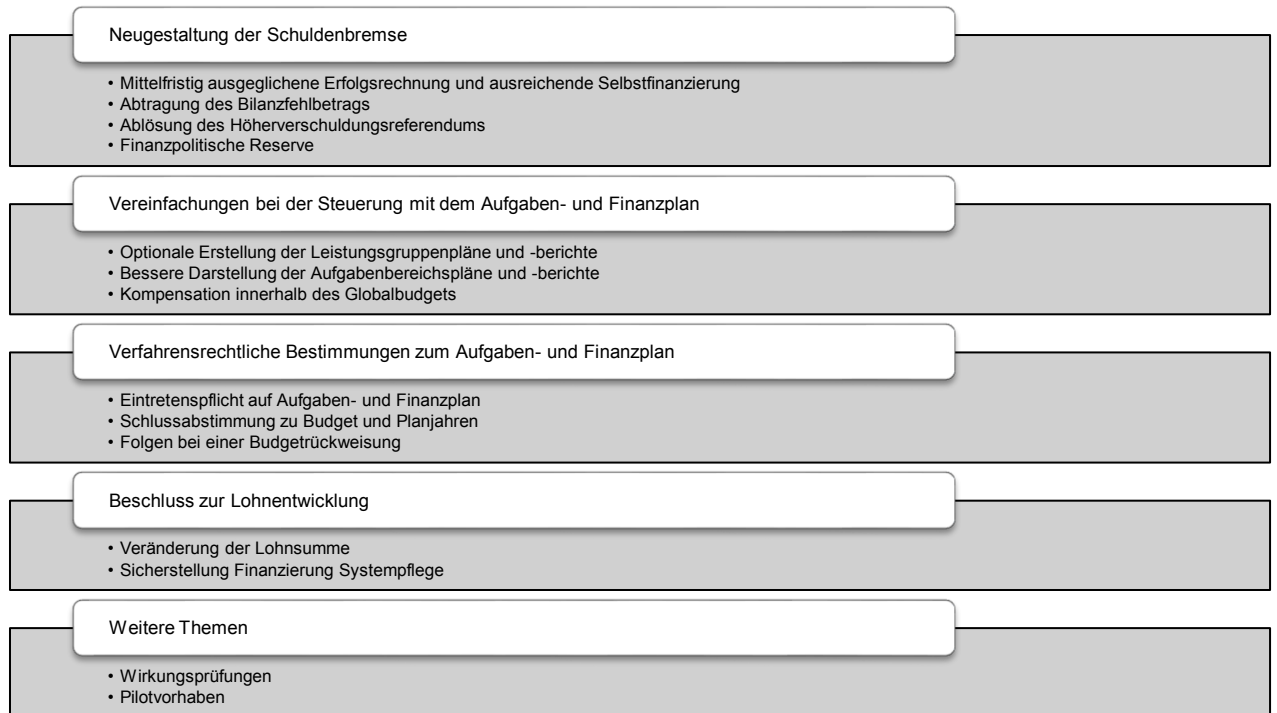 Neugestaltung der Schuldenbremse
• Mittelfristig ausgeglichene Erfolgsrechnung und ausreichende Selbstfinanzierung
• Abtragung des Bilanzfehlbetrags
• Ablösung des Höherverschuldungsreferendums
• Finanzpolitische Reserve
Vereinfachungen bei der Steuerung mit dem Aufgaben- und Finanzplan
• Optionale Erstellung der Leistungsgruppenpläne und -berichte
• Bessere Darstellung der Aufgabenbereichspläne und -berichte
• Kompensation innerhalb des Globalbudgets
Verfahrensrechtliche Bestimmungen zum Aufgaben- und Finanzplan
• Eintretenspflicht auf Aufgaben- und Finanzplan
• Schlussabstimmung zu Budget und Planjahren
• Folgen bei einer Budgetrückweisung
Beschluss zur Lohnentwicklung
• Veränderung der Lohnsumme
• Sicherstellung Finanzierung Systempflege
Weitere Themen
• Wirkungsprüfungen
• Pilotvorhaben